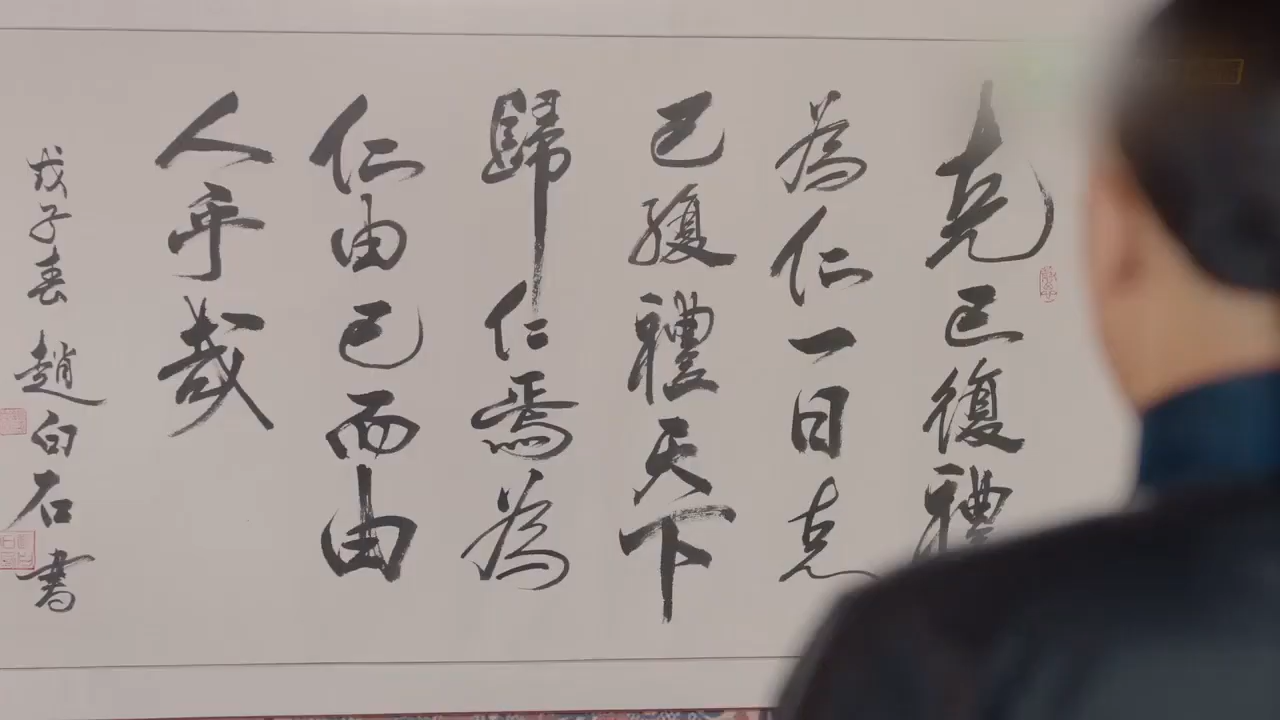 克己復禮
為仁一日克
己復禮天下
歸仁焉為
仁由己而由
人乎哉
戊子春 趙白石書